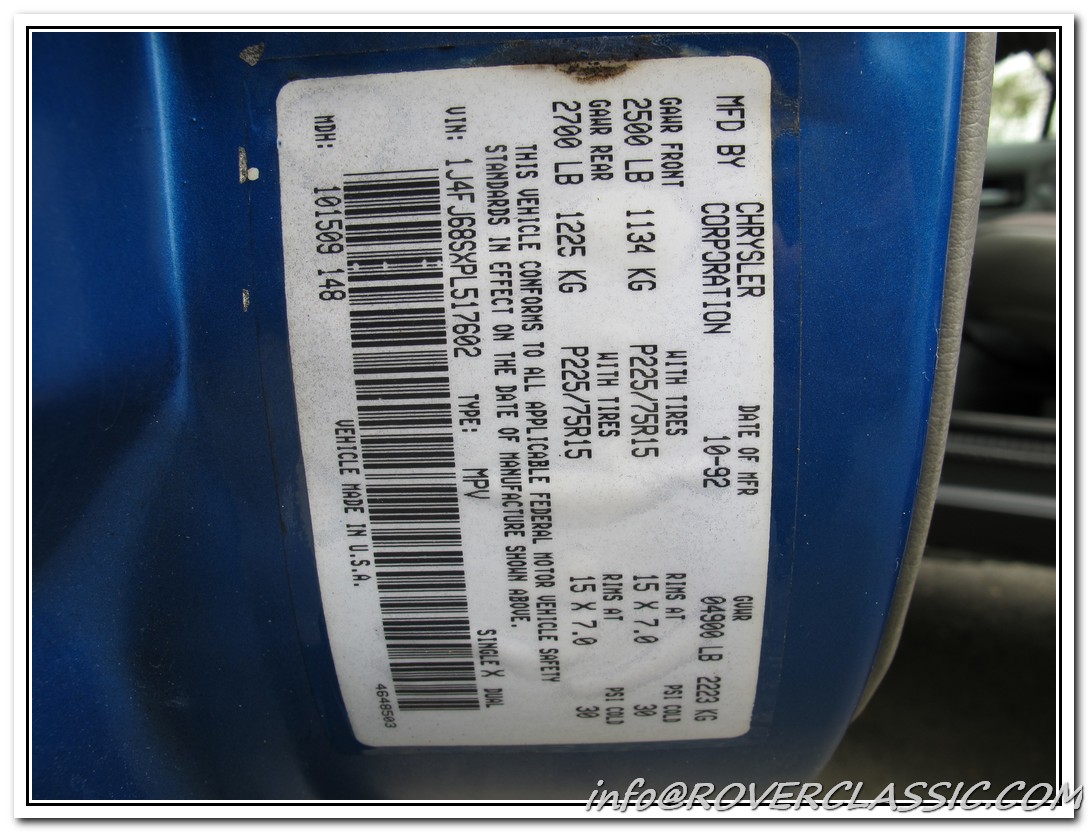 MFD BY CHRYSLER CORPORATION DATE OF MFR 10-92 GVWR 04900 LB 2223 KG
GAWR FRONT WITH TIRES RIMS AT PSI COLD
2500 LB 1134 KG P225/75R15 15 X 7.0 30
GAWR REAR WITH TIRES RIMS AT PSI COLD
2700 LB 1225 KG P225/75R15 15 X 7.0 30
THIS VEHICLE CONFORMS TO ALL APPLICABLE FEDERAL MOTOR VEHICLE SAFETY
STANDARDS IN EFFECT ON THE DATE OF MANUFACTURE SHOWN ABOVE.
VIN: 1J4FJ68SXPL517602 TYPE: MPV SINGLE X DUAL
MDH: 101509 148 VEHICLE MADE IN U.S.A. 4648503
info@ROVERCLASSIC.COM